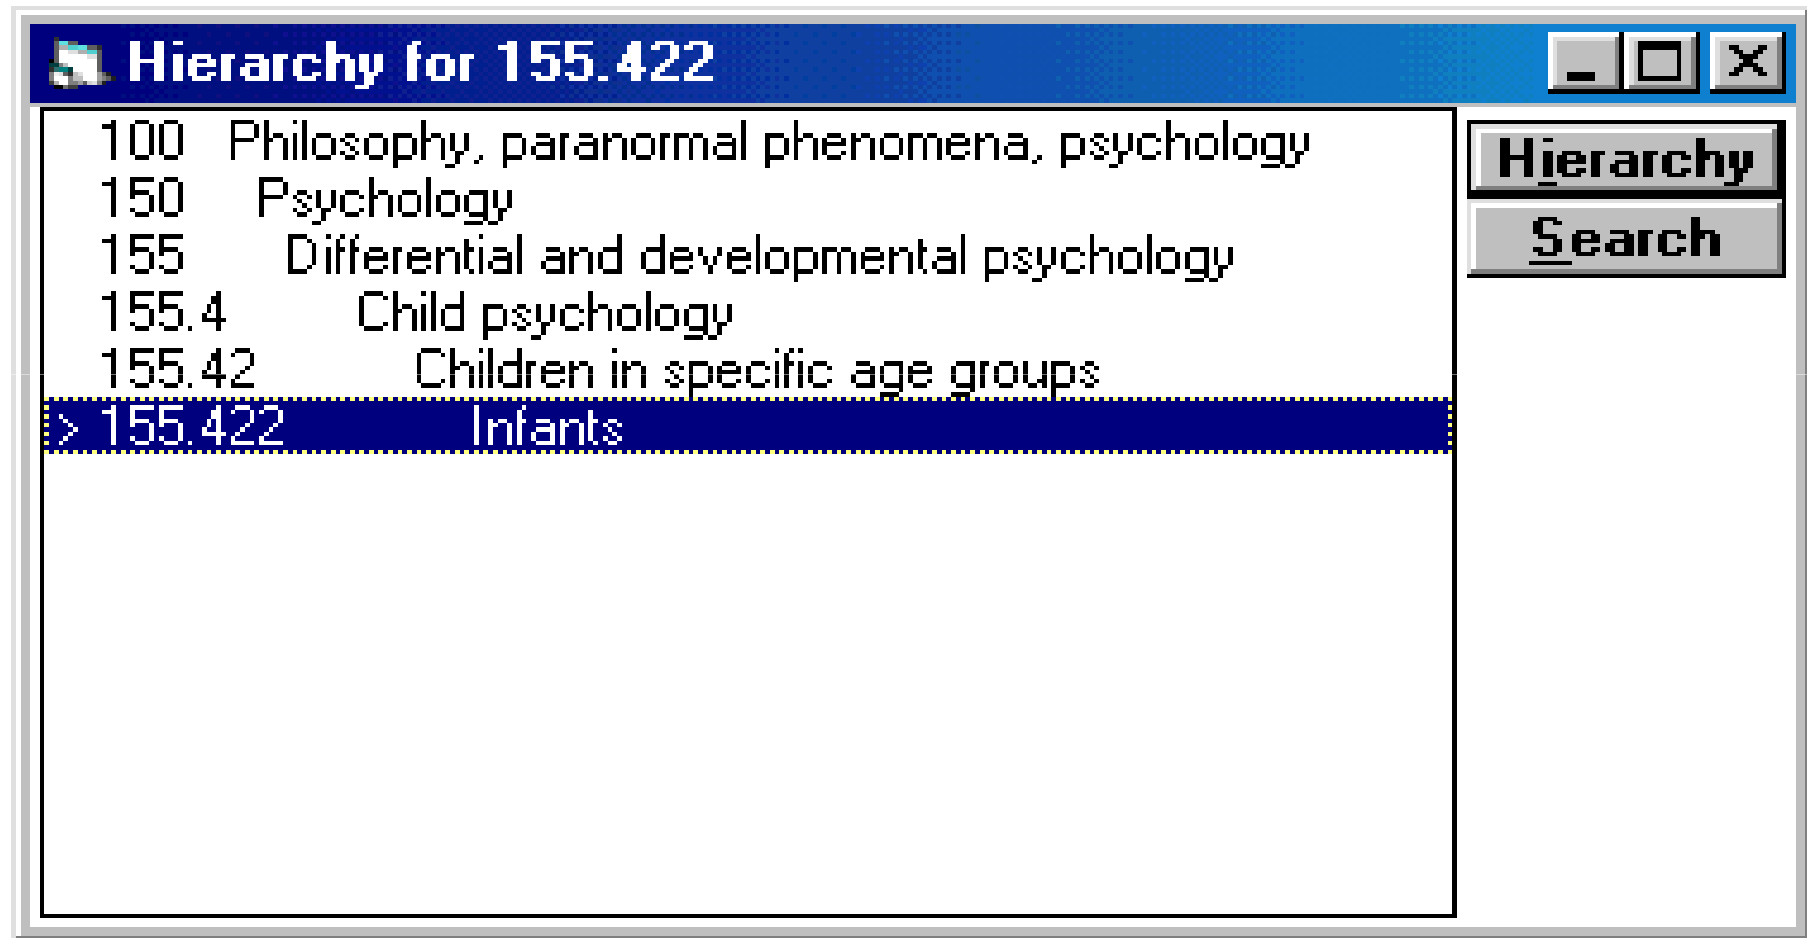 Hierarchy for 155.422
100 Philosophy, paranormal phenomena, psychology
150 Psychology
155 Differential and developmental psychology
155.4 Child psychology
155.42 Children in specific age groups
> 155.422 Infants
Hierarchy
Search